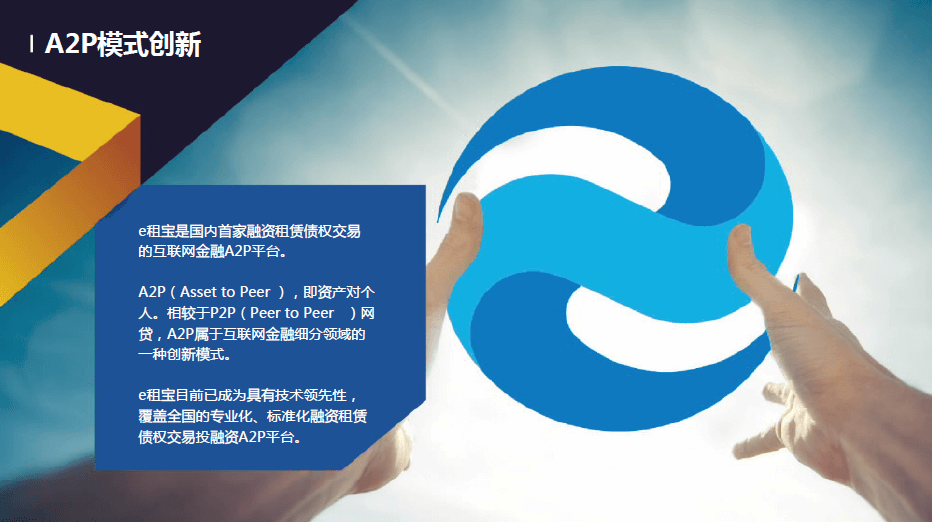 A2P模式创新
e租宝是国内首家融资租赁债权交易
的互联网金融A2P平台。
A2P（Asset to Peer ），即资产对个
人。相较于P2P（Peer to Peer ）网
贷，A2P属于互联网金融细分领域的
一种创新模式。
e租宝目前已成为具有技术领先性，
覆盖全国的专业化、标准化融资租赁
债权交易投融资A2P平台。